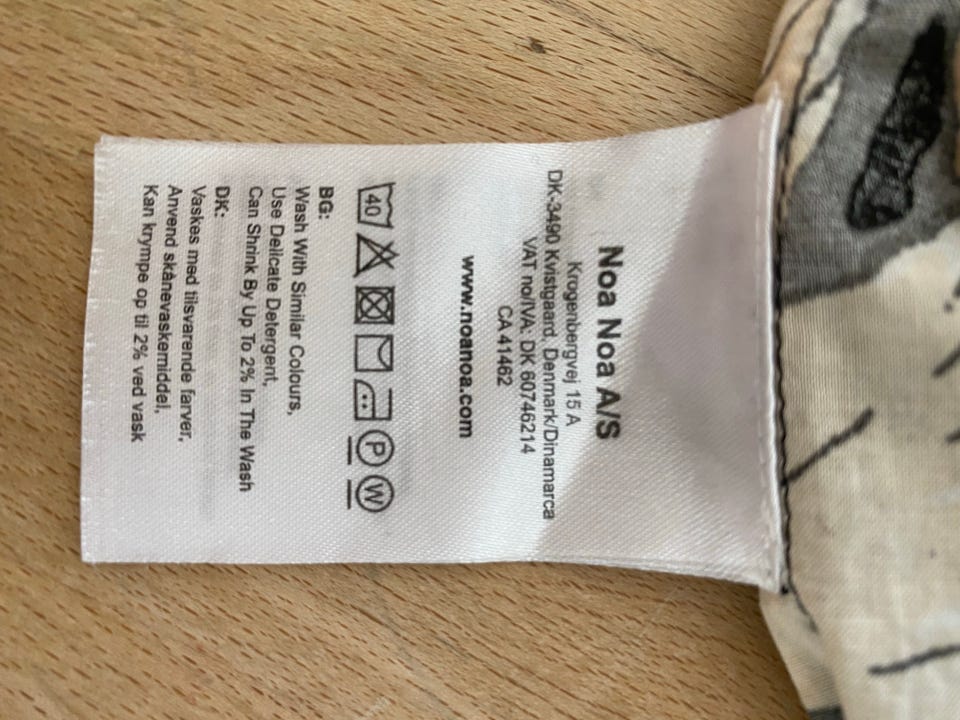 Noa Noa A/S
Krogenbergvej 15 A
DK-3490 Kvistgaard, Denmark/Dinamarca
VAT no/IVA: DK 60746214
CA 41462
www.noanoa.com
40 P W
BG:
Wash With Similar Colours,
Use Delicate Detergent,
Can Shrink By Up To 2% In The Wash
DK:
Vaskes med tilsvarende farver,
Anvend skånevaskemiddel,
Kan krympe op til 2% ved vask